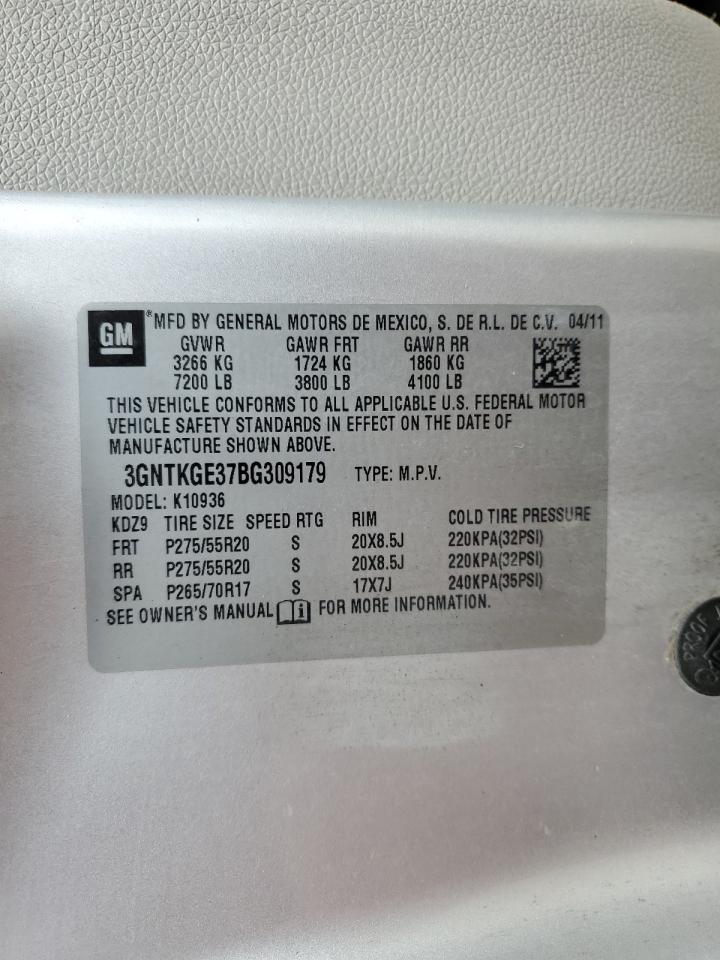 GM ® MFD BY GENERAL MOTORS DE MEXICO, S. DE R.L. DE C.V. 04/11
GVWR GAWR FRT GAWR RR
3266 KG 1724 KG 1860 KG
7200 LB 3800 LB 4100 LB
THIS VEHICLE CONFORMS TO ALL APPLICABLE U.S. FEDERAL MOTOR
VEHICLE SAFETY STANDARDS IN EFFECT ON THE DATE OF
MANUFACTURE SHOWN ABOVE.
3GNTKGE37BG309179 TYPE: M.P.V.
MODEL: K10936
KDZ9 TIRE SIZE SPEED RTG RIM COLD TIRE PRESSURE
FRT P275/55R20 S 20X8.5J 220KPA(32PSI)
RR P275/55R20 S 20X8.5J 220KPA(32PSI)
SPA P265/70R17 S 17X7J 240KPA(35PSI)
SEE OWNER'S MANUAL i FOR MORE INFORMATION.
PROOF